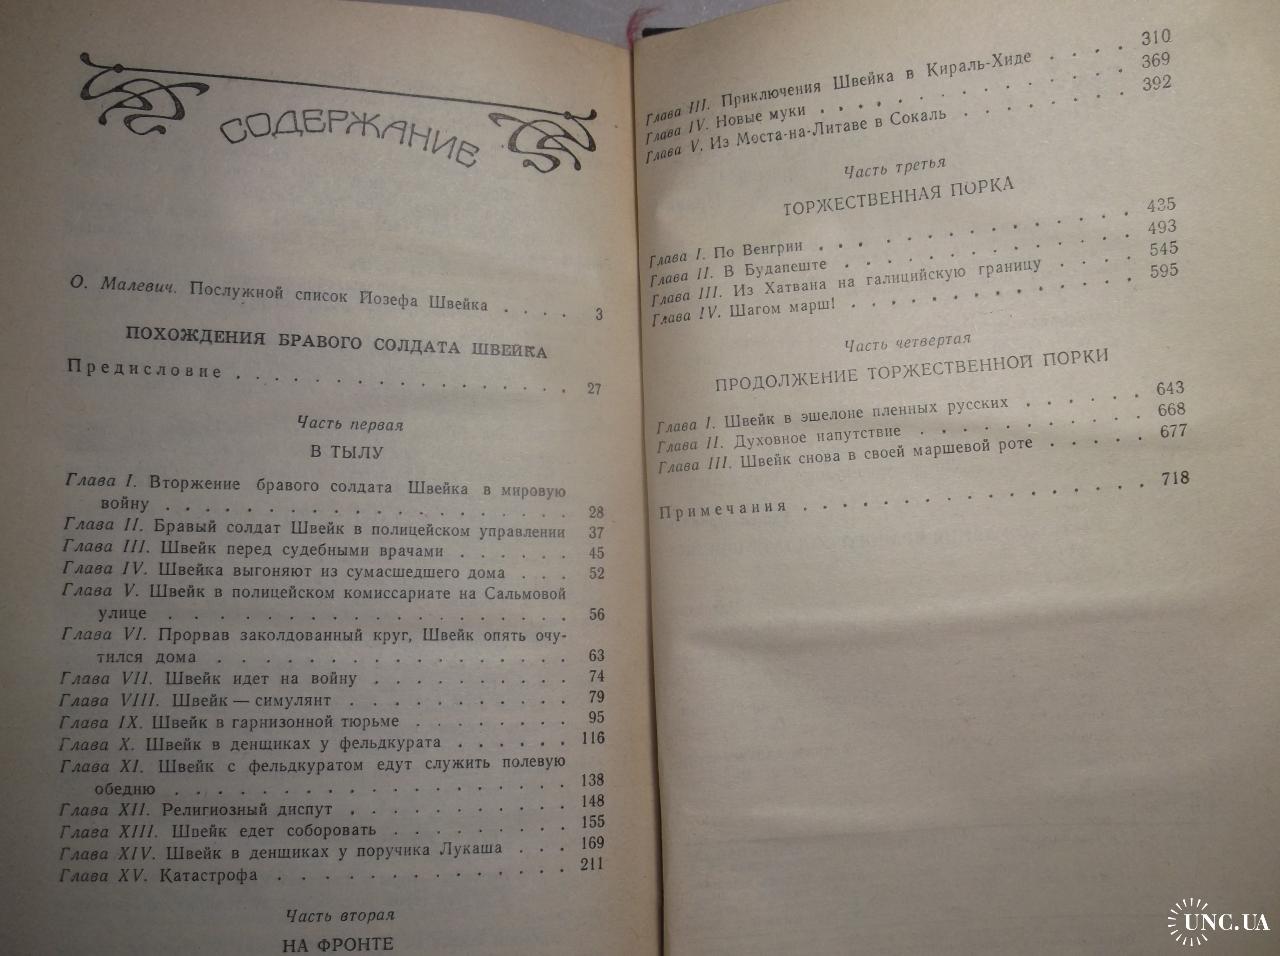 СОДЕРЖАНИЕ
О. Малевич. Послужной список Йозефа Швейка . . . . 3
ПОХОЖДЕНИЯ БРАВОГО СОЛДАТА ШВЕЙКА
Предисловие . . . . . . . . . . . . . . . . . 27
Часть первая
В ТЫЛУ
Глава I. Вторжение бравого солдата Швейка в мировую
войну . . . . . . . . . . . . . . . . . . . . 28
Глава II. Бравый солдат Швейк в полицейском управлении 37
Глава III. Швейк перед судебными врачами . . . . . . 45
Глава IV. Швейка выгоняют из сумасшедшего дома . . . 52
Глава V. Швейк в полицейском комиссариате на Сальмовой
улице . . . . . . . . . . . . . . . . . 56
Глава VI. Прорвав заколдованный круг, Швейк опять очу-
тился дома . . . . . . . . . . . . . . . 63
Глава VII. Швейк идет на войну . . . . . . . . . 74
Глава VIII. Швейк — симулянт . . . . . . . . . . 79
Глава IX. Швейк в гарнизонной тюрьме . . . . . . . 95
Глава X. Швейк в денщиках у фельдкурата . . . . . . 116
Глава XI. Швейк с фельдкуратом едут служить полевую
обедню . . . . . . . . . . . . . . . . . 138
Глава XII. Религиозный диспут . . . . . . . . . . 148
Глава XIII. Швейк едет соборовать . . . . . . . . 155
Глава XIV. Швейк в денщиках у поручика Лукаша . . . 169
Глава XV. Катастрофа . . . . . . . . . . . . . 211
Часть вторая
НА ФРОНТЕ
Глава III. Приключения Швейка в Кираль-Хиде . . . . 310
Глава IV. Новые муки . . . . . . . . . . . . . 369
Глава V. Из Моста-на-Литаве в Сокаль . . . . . . . 392
Часть третья
ТОРЖЕСТВЕННАЯ ПОРКА
Глава I. По Венгрии . . . . . . . . . . . . . 435
Глава II. В Будапеште . . . . . . . . . . . . 493
Глава III. Из Хатвана на галицийскую границу . . . . 545
Глава IV. Шагом марш! . . . . . . . . . . . . 595
Часть четвертая
ПРОДОЛЖЕНИЕ ТОРЖЕСТВЕННОЙ ПОРКИ
Глава I. Швейк в эшелоне пленных русских . . . . . 643
Глава II. Духовное напутствие . . . . . . . . . 668
Глава III. Швейк снова в своей маршевой роте . . . . . 677
Примечания . . . . . . . . . . . . . . . 718
UNC.UA